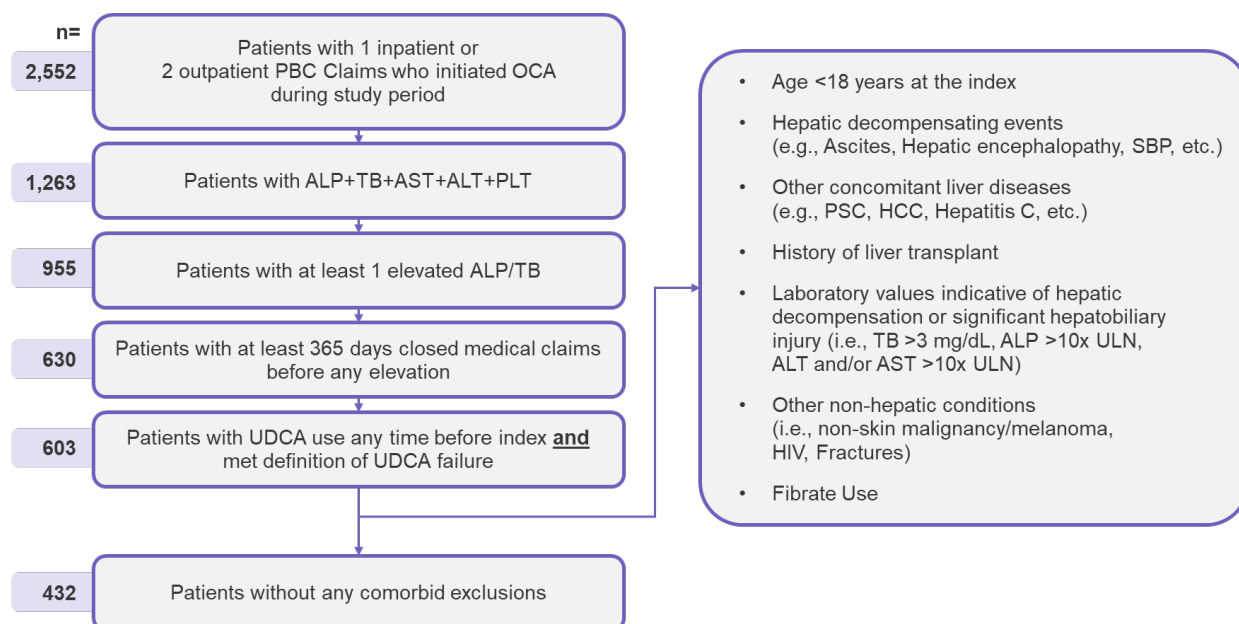 n=
2,552
Patients with 1 inpatient or
2 outpatient PBC Claims who initiated OCA
during study period
1,263
Patients with ALP+TB+AST+ALT+PLT
955
Patients with at least 1 elevated ALP/TB
630
Patients with at least 365 days closed medical claims
before any elevation
603
Patients with UDCA use any time before index and
met definition of UDCA failure
432
Patients without any comorbid exclusions
• Age <18 years at the index
• Hepatic decompensating events
(e.g., Ascites, Hepatic encephalopathy, SBP, etc.)
• Other concomitant liver diseases
(e.g., PSC, HCC, Hepatitis C, etc.)
• History of liver transplant
• Laboratory values indicative of hepatic
decompensation or significant hepatobiliary
injury (i.e., TB >3 mg/dL, ALP >10x ULN,
ALT and/or AST >10x ULN)
• Other non-hepatic conditions
(i.e., non-skin malignancy/melanoma,
HIV, Fractures)
• Fibrate Use